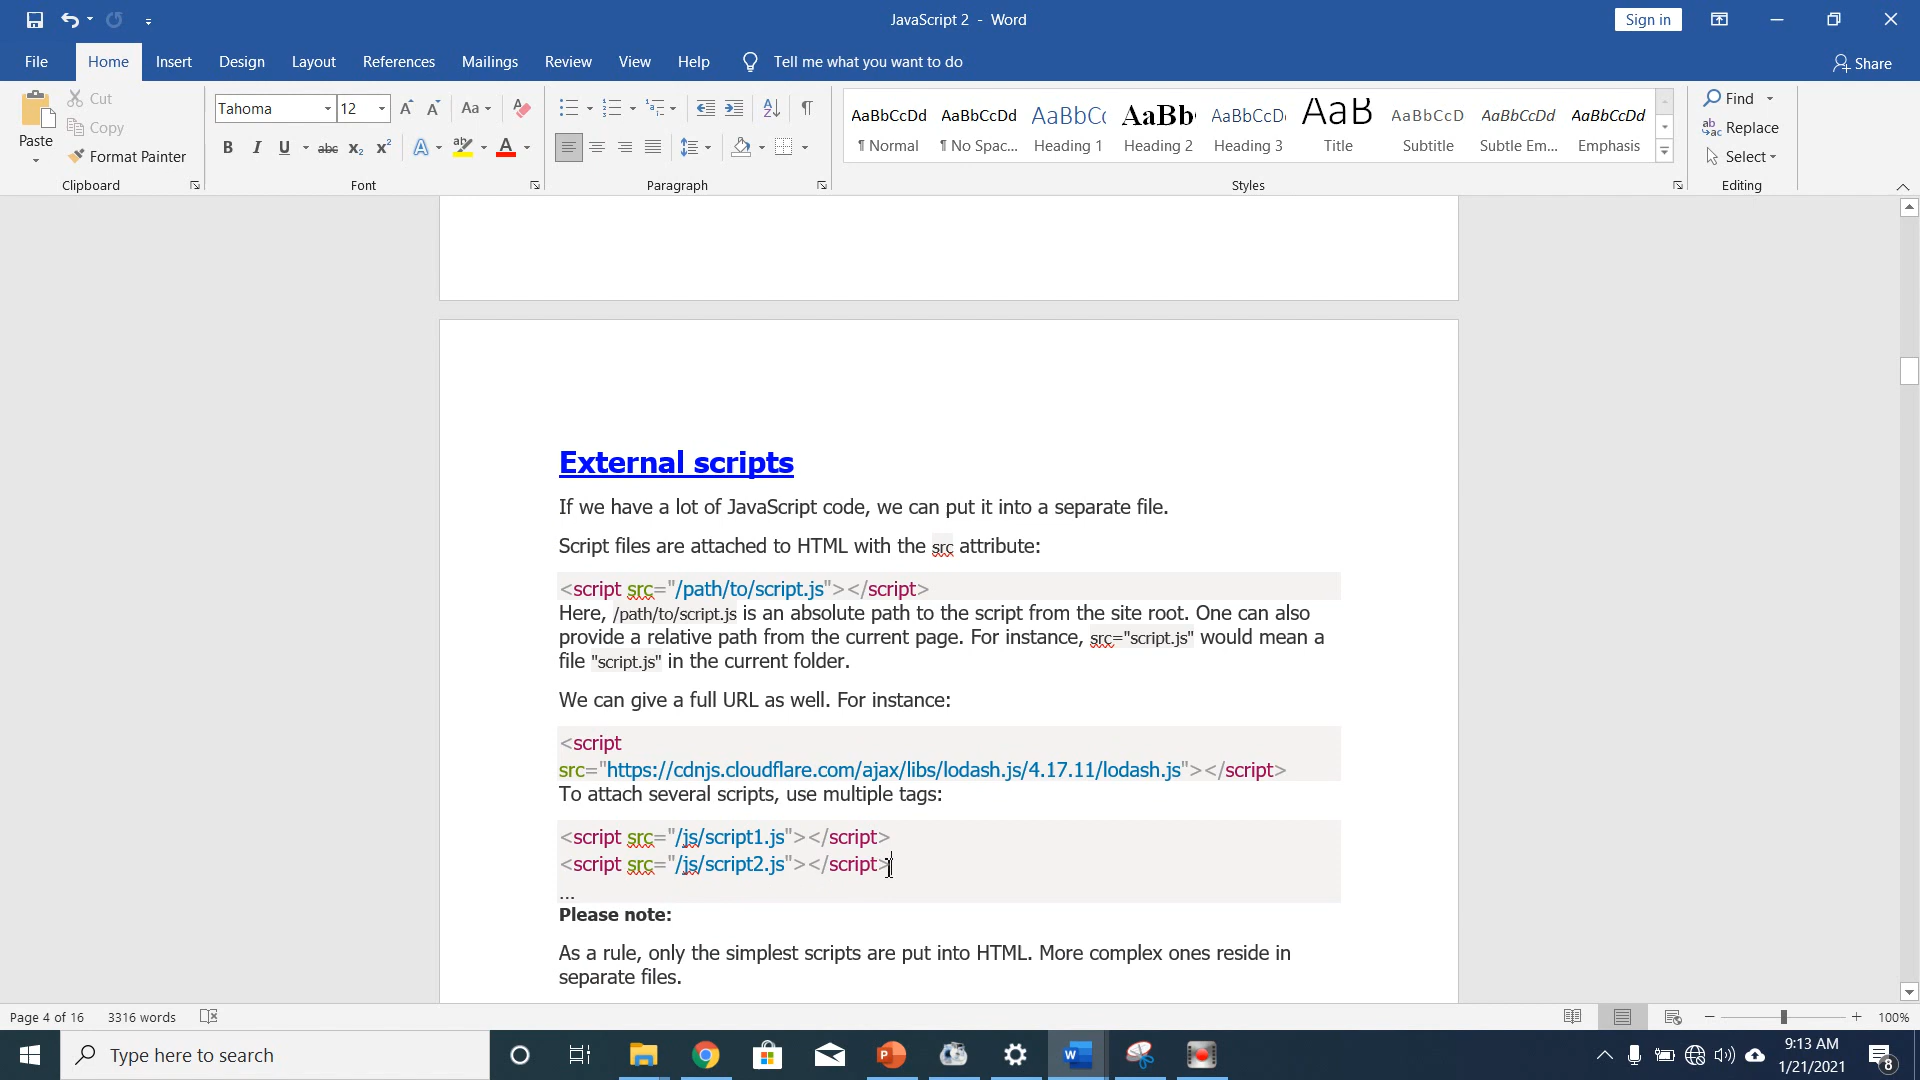 JavaScript 2 - Word
Sign in
File Home Insert Design Layout References Mailings Review View Help Tell me what you want to do Share
Paste
Cut
Copy
Format Painter
Clipboard
Tahoma 12
Aa
B I U abc x₂ x² A ab A
Font
Paragraph
AaBbCcDd AaBbCcDd AaBbCc AaBb( AaBbCcD AaB AaBbCcD AaBbCcDd AaBbCcDd
¶ Normal ¶ No Spac... Heading 1 Heading 2 Heading 3 Title Subtitle Subtle Em... Emphasis
Styles
Find
Replace
Select
Editing
External scripts
If we have a lot of JavaScript code, we can put it into a separate file.
Script files are attached to HTML with the src attribute:
<script src="/path/to/script.js"></script>
Here, /path/to/script.js is an absolute path to the script from the site root. One can also
provide a relative path from the current page. For instance, src="script.js" would mean a
file "script.js" in the current folder.
We can give a full URL as well. For instance:
<script
src="https://cdnjs.cloudflare.com/ajax/libs/lodash.js/4.17.11/lodash.js"></script>
To attach several scripts, use multiple tags:
<script src="/js/script1.js"></script>
<script src="/js/script2.js"></script>
…
Please note:
As a rule, only the simplest scripts are put into HTML. More complex ones reside in
separate files.
Page 4 of 16 3316 words 100%
Type here to search
9:13 AM
1/21/2021
8